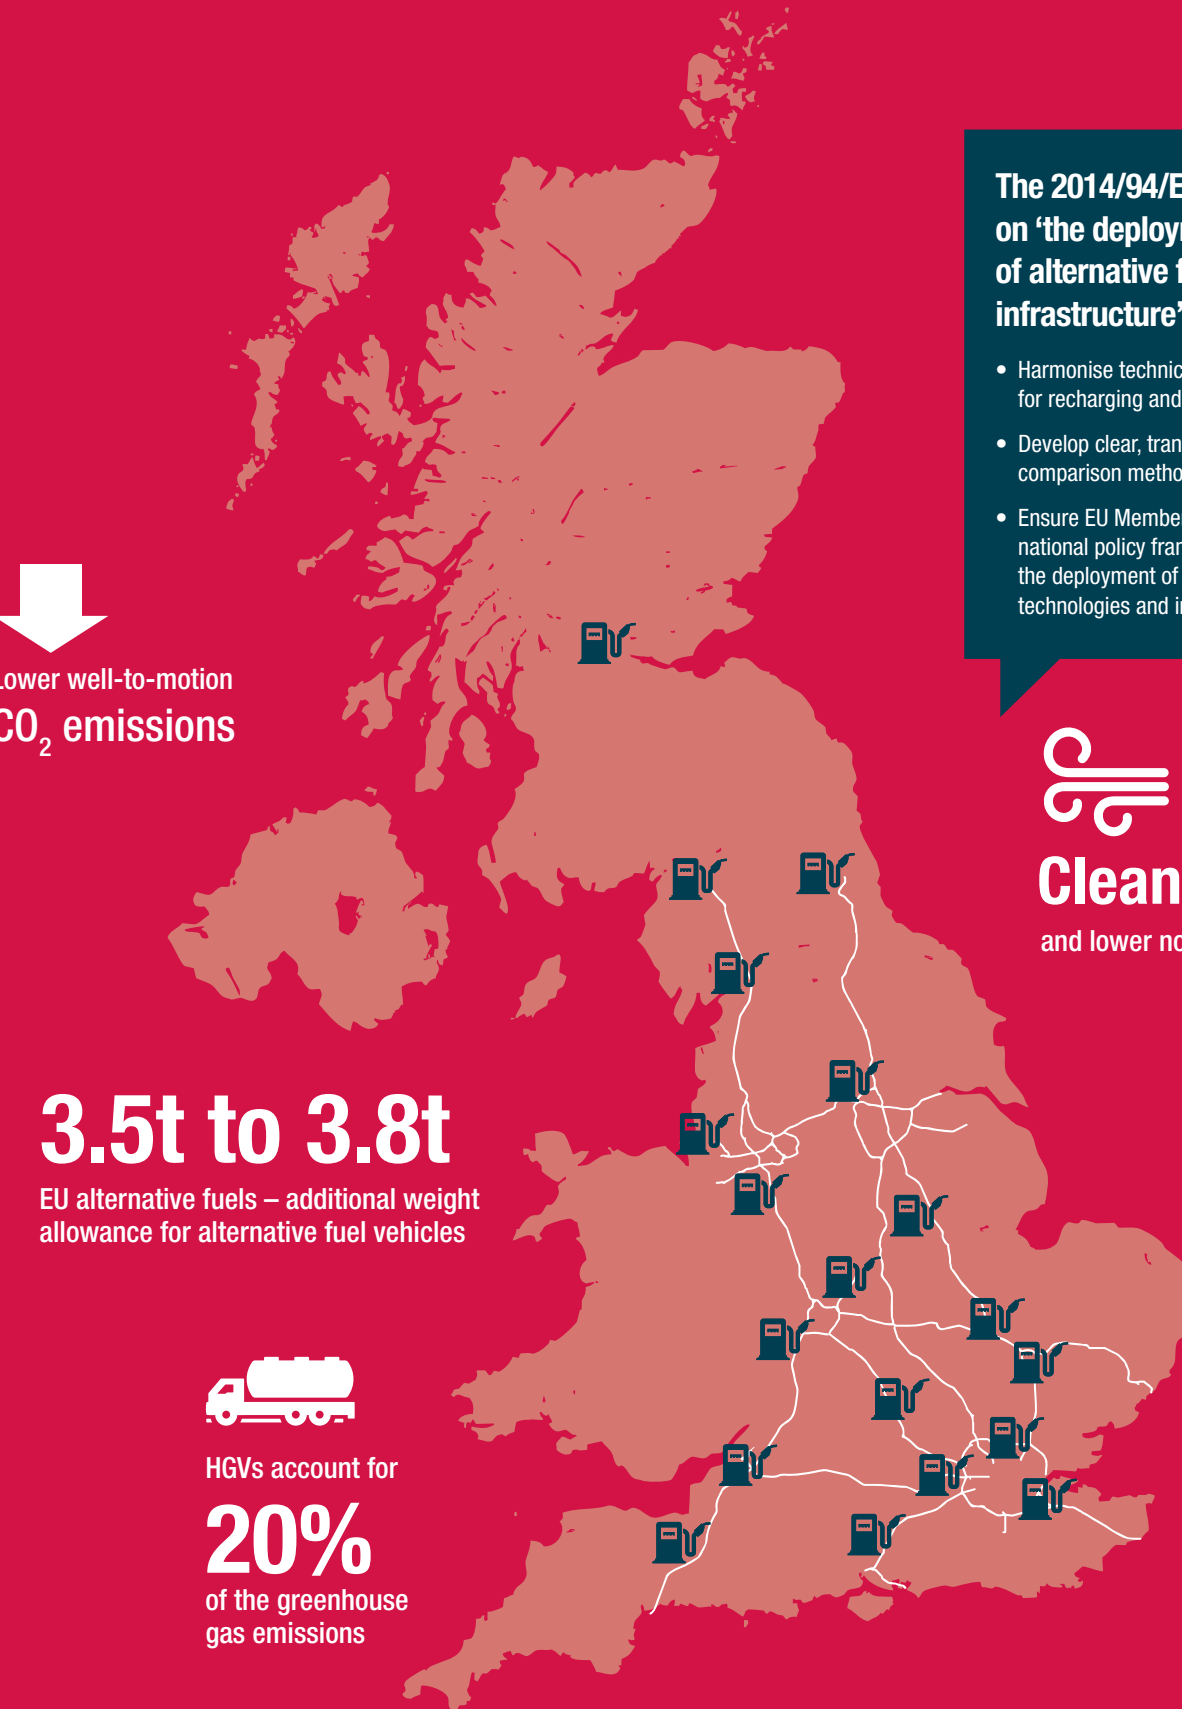 The 2014/94/E
on ‘the deploy
of alternative
infrastructure’
• Harmonise technic
for recharging and
• Develop clear, tran
comparison metho
• Ensure EU Member
national policy fra
the deployment of
technologies and i
Lower well-to-motion
CO₂ emissions
Clean
and lower no
3.5t to 3.8t
EU alternative fuels – additional weight
allowance for alternative fuel vehicles
HGVs account for
20%
of the greenhouse
gas emissions